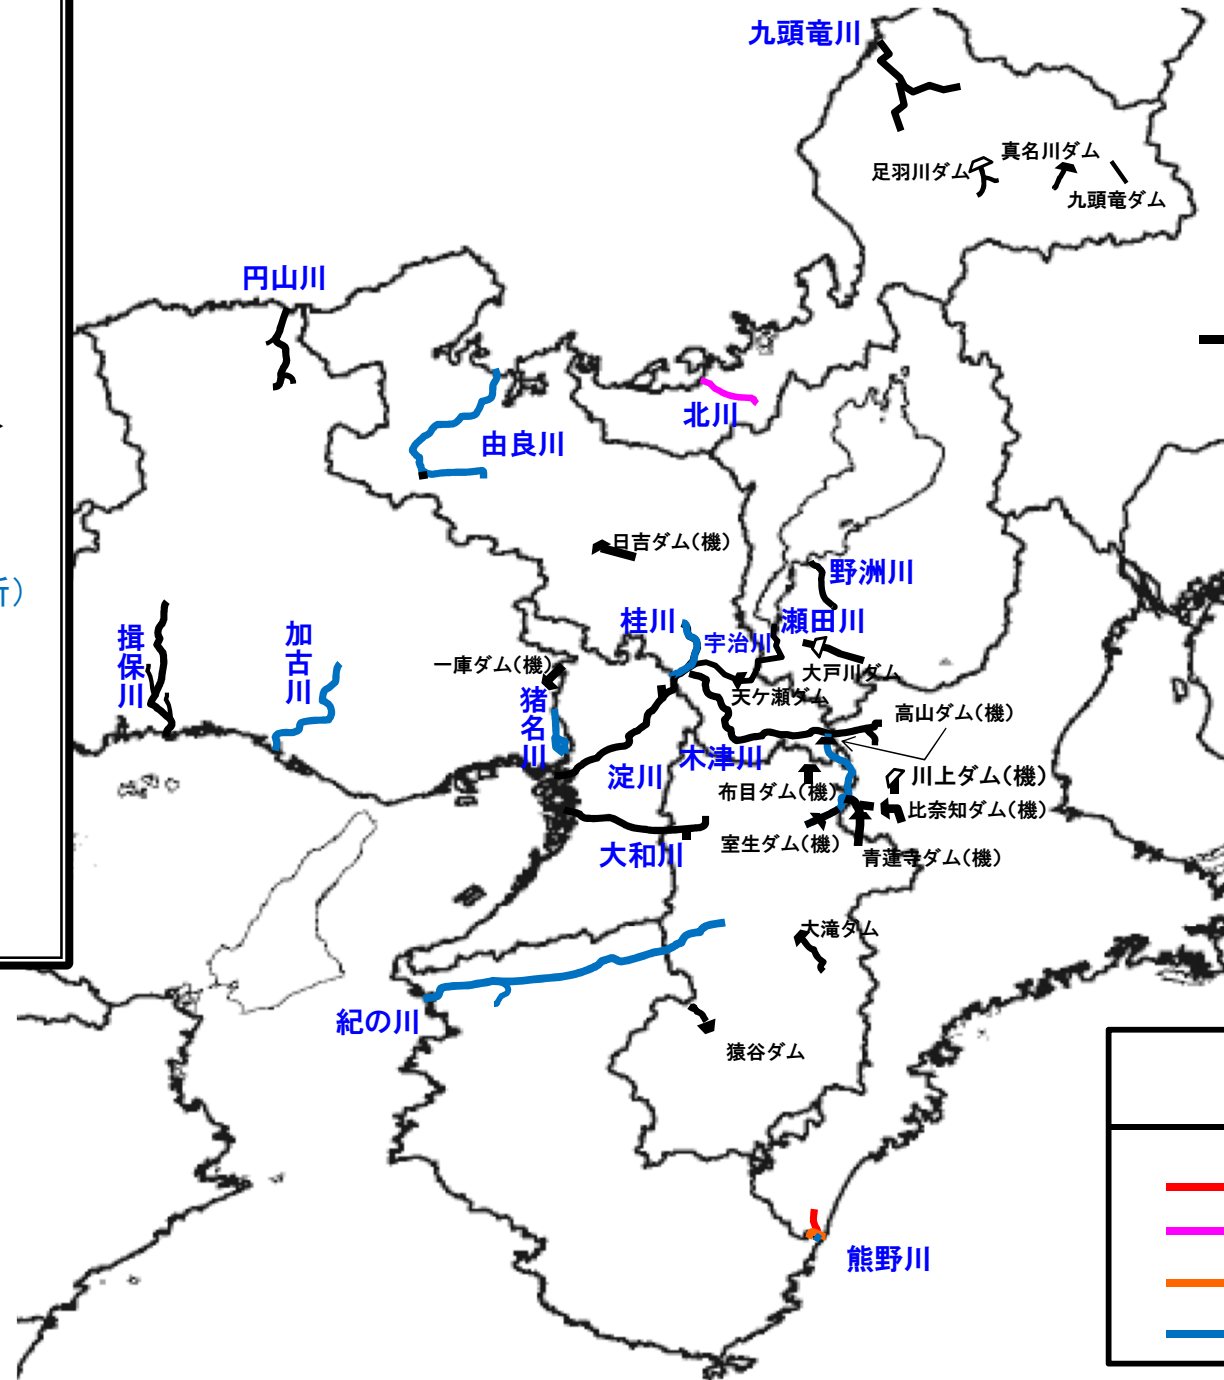 九頭竜川
真名川ダム
足羽川ダム
九頭竜ダム
円山川
北川
由良川
日吉ダム(機)
野洲川
所)
桂川
瀬田川
宇治川
揖保川
加古川
一庫ダム(機)
大戸川ダム
天ケ瀬ダム
猪名川
高山ダム(機)
木津川
淀川
川上ダム(機)
布目ダム(機)
比奈知ダム(機)
室生ダム(機)
大和川
青蓮寺ダム(機)
大滝ダム
紀の川
猿谷ダム
熊野川